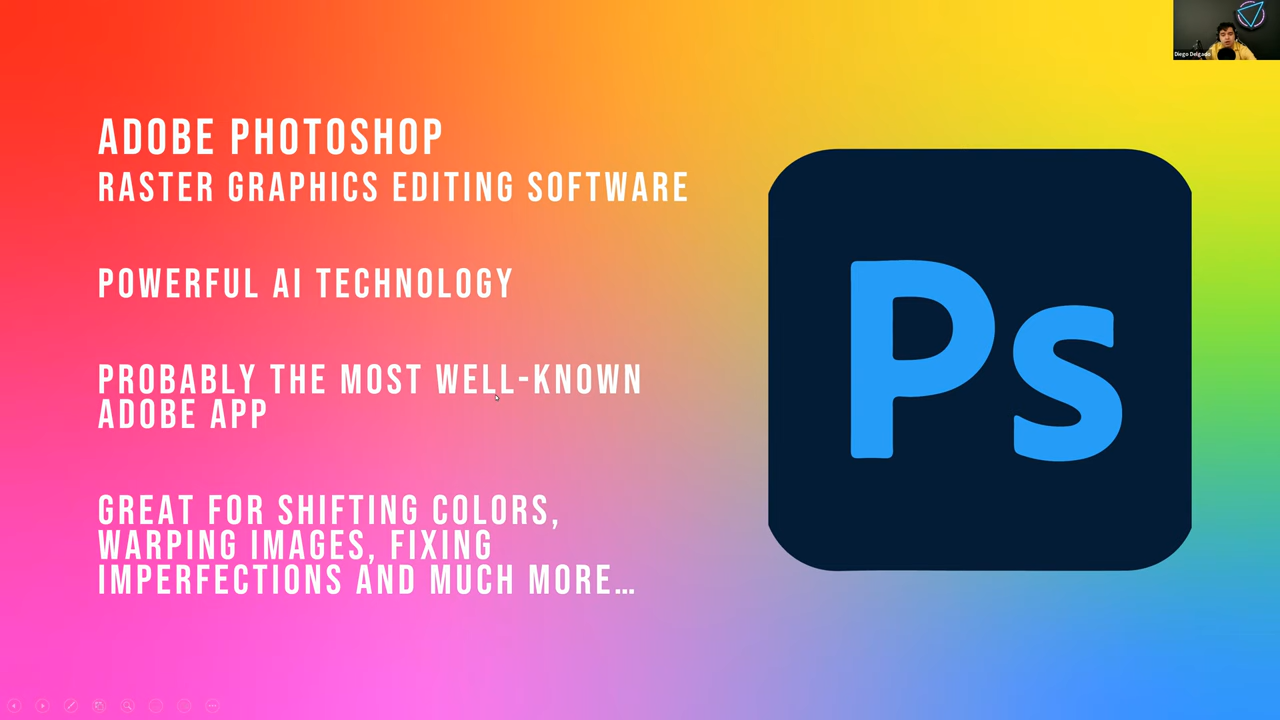 Diego Delgado
ADOBE PHOTOSHOP
RASTER GRAPHICS EDITING SOFTWARE
POWERFUL AI TECHNOLOGY
PROBABLY THE MOST WELL-KNOWN
ADOBE APP
GREAT FOR SHIFTING COLORS,
WARPING IMAGES, FIXING
IMPERFECTIONS AND MUCH MORE…
Ps